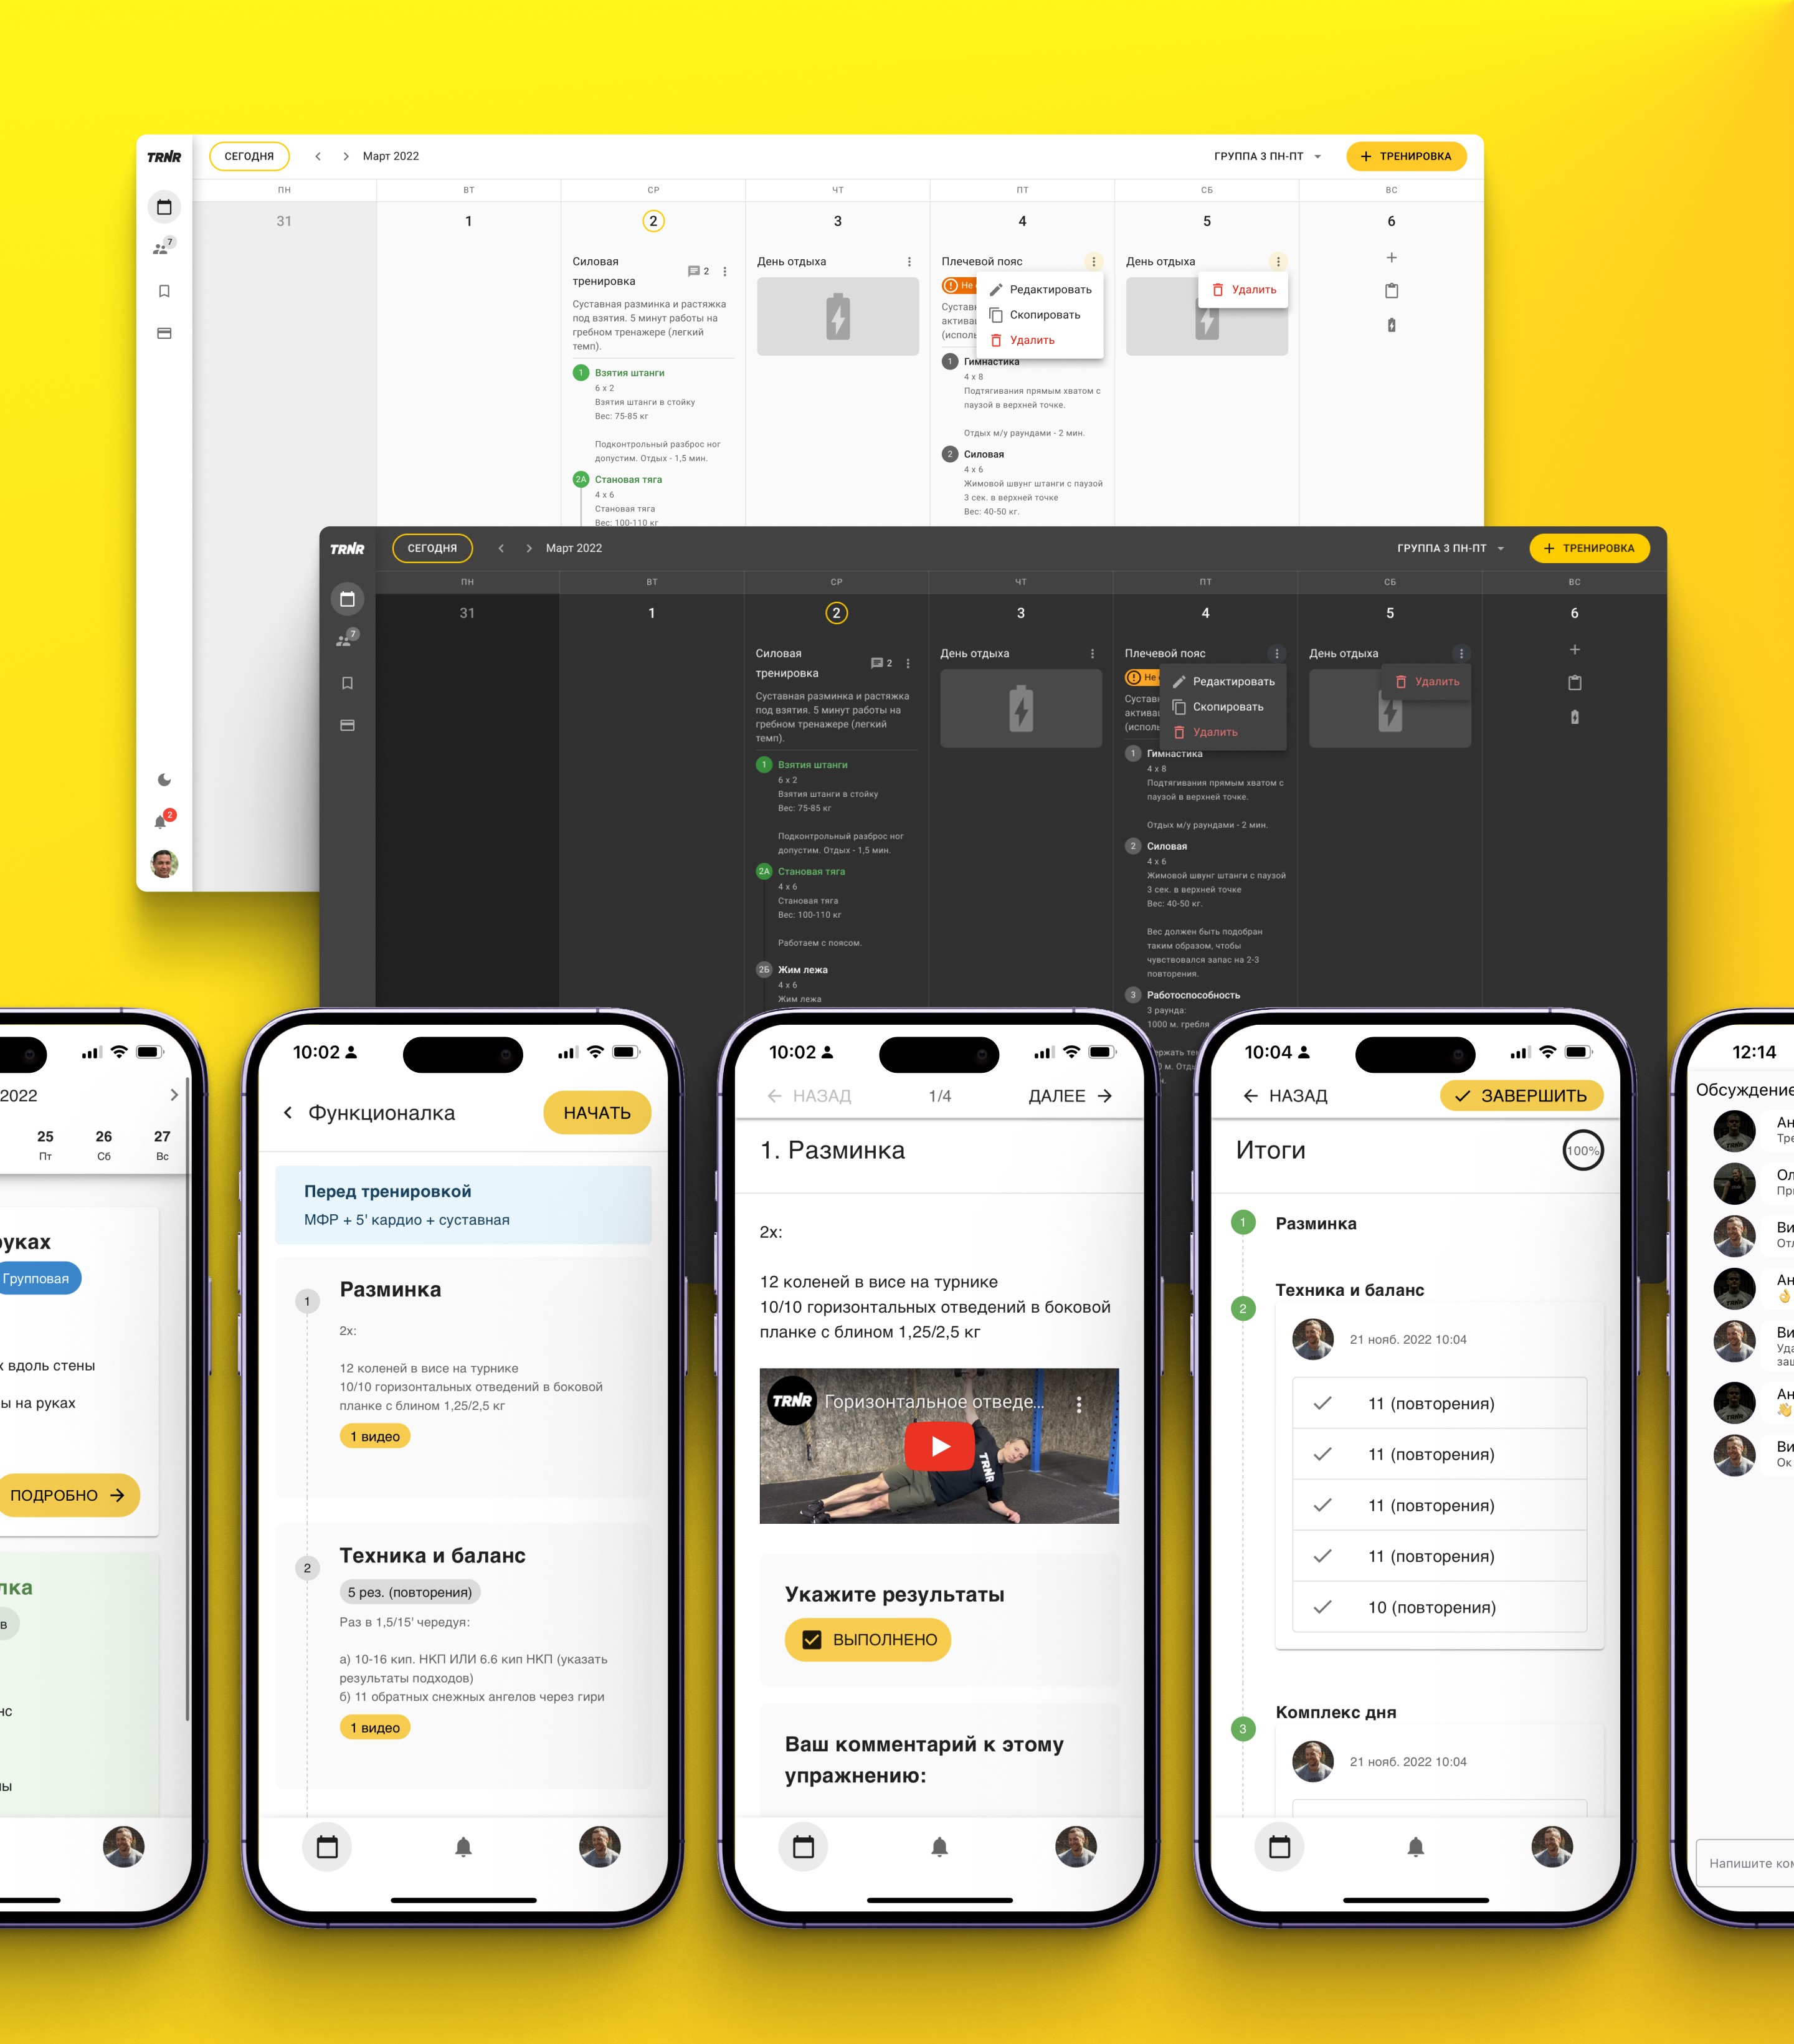 TRNR
СЕГОДНЯ
Март 2022
ГРУППА 3 ПН-ПТ
+ ТРЕНИРОВКА
ПН
ВТ
СР
ЧТ
ПТ
СБ
ВС
31
1
2
3
4
5
6
7
Силовая
тренировка
2
Суставная разминка и растяжка
под взятия. 5 минут работы на
гребном тренажере (легкий
темп).
1 Взятия штанги
6 x 2
Взятия штанги в стойку
Вес: 75-85 кг
Подконтрольный разброс ног
допустим. Отдых - 1,5 мин.
2А Становая тяга
4 x 6
Становая тяга
Вес: 100-110 кг
День отдыха
Плечевой пояс
Не
Редактировать
Скопировать
Удалить
1 Гимнастика
4 x 8
Подтягивания прямым хватом с
паузой в верхней точке.
Отдых м/у раундами - 2 мин.
2 Силовая
4 x 6
Жимовой швунг штанги с паузой
3 сек. в верхней точке
Вес: 40-50 кг.
День отдыха
Удалить
2
TRNR
СЕГОДНЯ
Март 2022
ГРУППА 3 ПН-ПТ
+ ТРЕНИРОВКА
ПН
ВТ
СР
ЧТ
ПТ
СБ
ВС
31
1
2
3
4
5
6
7
Силовая
тренировка
2
Суставная разминка и растяжка
под взятия. 5 минут работы на
гребном тренажере (легкий
темп).
1 Взятия штанги
6 x 2
Взятия штанги в стойку
Вес: 75-85 кг
Подконтрольный разброс ног
допустим. Отдых - 1,5 мин.
2А Становая тяга
4 x 6
Становая тяга
Вес: 100-110 кг
Работаем с поясом.
2Б Жим лежа
4 x 6
Жим лежа
День отдыха
Плечевой пояс
Не
Редактировать
Скопировать
Удалить
1 Гимнастика
4 x 8
Подтягивания прямым хватом с
паузой в верхней точке.
Отдых м/у раундами - 2 мин.
2 Силовая
4 x 6
Жимовой швунг штанги с паузой
3 сек. в верхней точке
Вес: 40-50 кг.
Вес должен быть подобран
таким образом, чтобы
чувствовался запас на 2-3
повторения.
3 Работоспособность
3 раунда:
1000 м. гребля
День отдыха
Удалить
2022
25
26
27
Пт
Сб
Вс
руках
Групповая
вдоль стены
на руках
ПОДРОБНО
10:02
Функционалка
НАЧАТЬ
Перед тренировкой
МФР + 5' кардио + суставная
1
Разминка
2х:
12 коленей в висе на турнике
10/10 горизонтальных отведений в боковой
планке с блином 1,25/2,5 кг
1 видео
2
Техника и баланс
5 рез. (повторения)
Раз в 1,5/15' чередуя:
а) 10-16 кип. НКП ИЛИ 6.6 кип НКП (указать
результаты подходов)
б) 11 обратных снежных ангелов через гири
1 видео
10:02
НАЗАД
1/4
ДАЛЕЕ
1. Разминка
2х:
12 коленей в висе на турнике
10/10 горизонтальных отведений в боковой
планке с блином 1,25/2,5 кг
TRNR
Горизонтальное отведе...
TRNR
Укажите результаты
ВЫПОЛНЕНО
Ваш комментарий к этому
упражнению:
10:04
НАЗАД
ЗАВЕРШИТЬ
Итоги
100%
1
Разминка
2
Техника и баланс
21 нояб. 2022 10:04
11 (повторения)
11 (повторения)
11 (повторения)
11 (повторения)
10 (повторения)
3
Комплекс дня
21 нояб. 2022 10:04
12:14
Обсуждение
Ан
Тре
Ол
При
Ви
Отл
Ан
Ви
Уда
Ан
Ви
Ок
Напишите ком